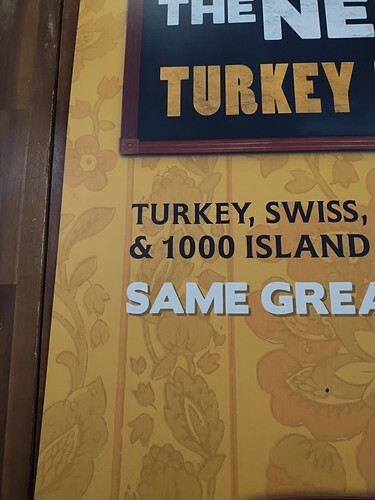 THE NE
TURKEY
TURKEY, SWISS,
& 1000 ISLAND
SAME GREA